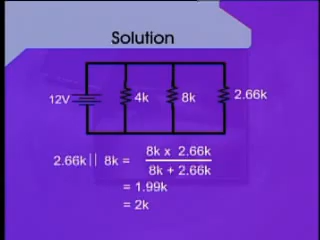 Solution
12V 4k 8k 2.66k
2.66k|| 8k = 8k x 2.66k
8k + 2.66k
= 1.99k
= 2k